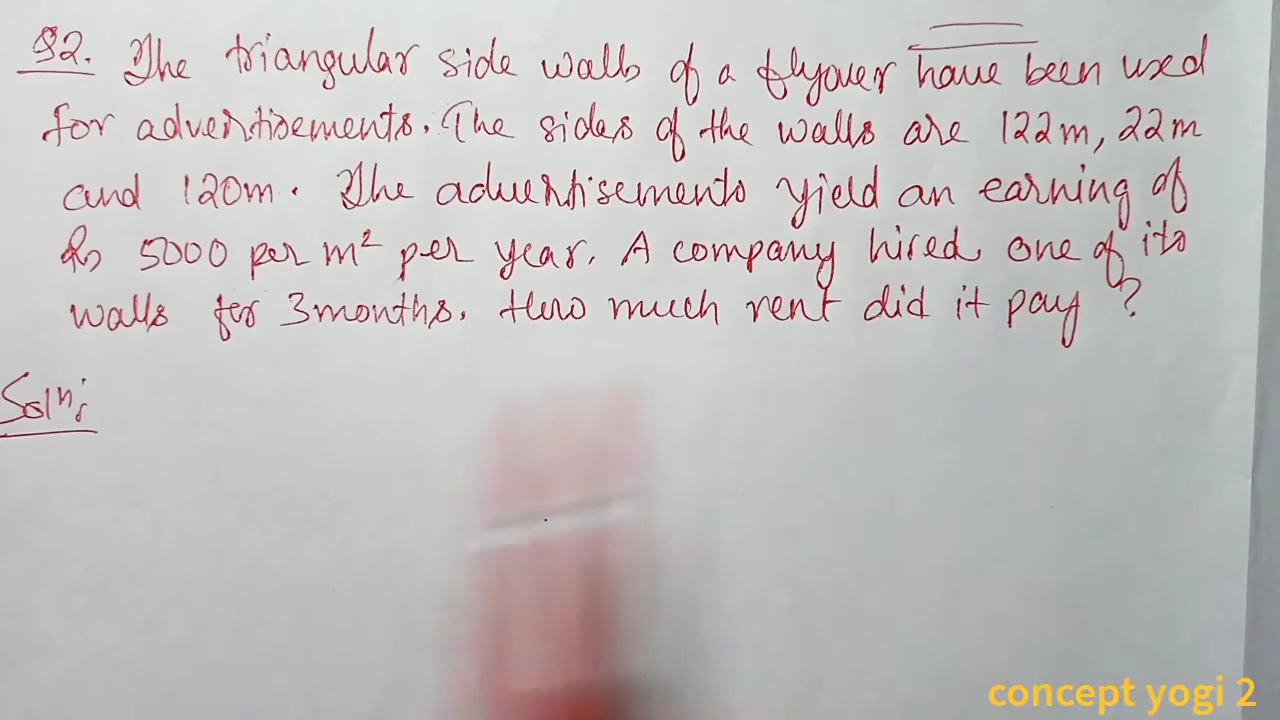 Q2. The triangular side walls of a flyover have been used
for advertisements. The sides of the walls are 122m, 22m
and 120m. The advertisements yield an earning of
Rs 5000 per m² per year. A company hired one of its
walls for 3 months. How much rent did it pay ?
Solⁿ:
concept yogi 2